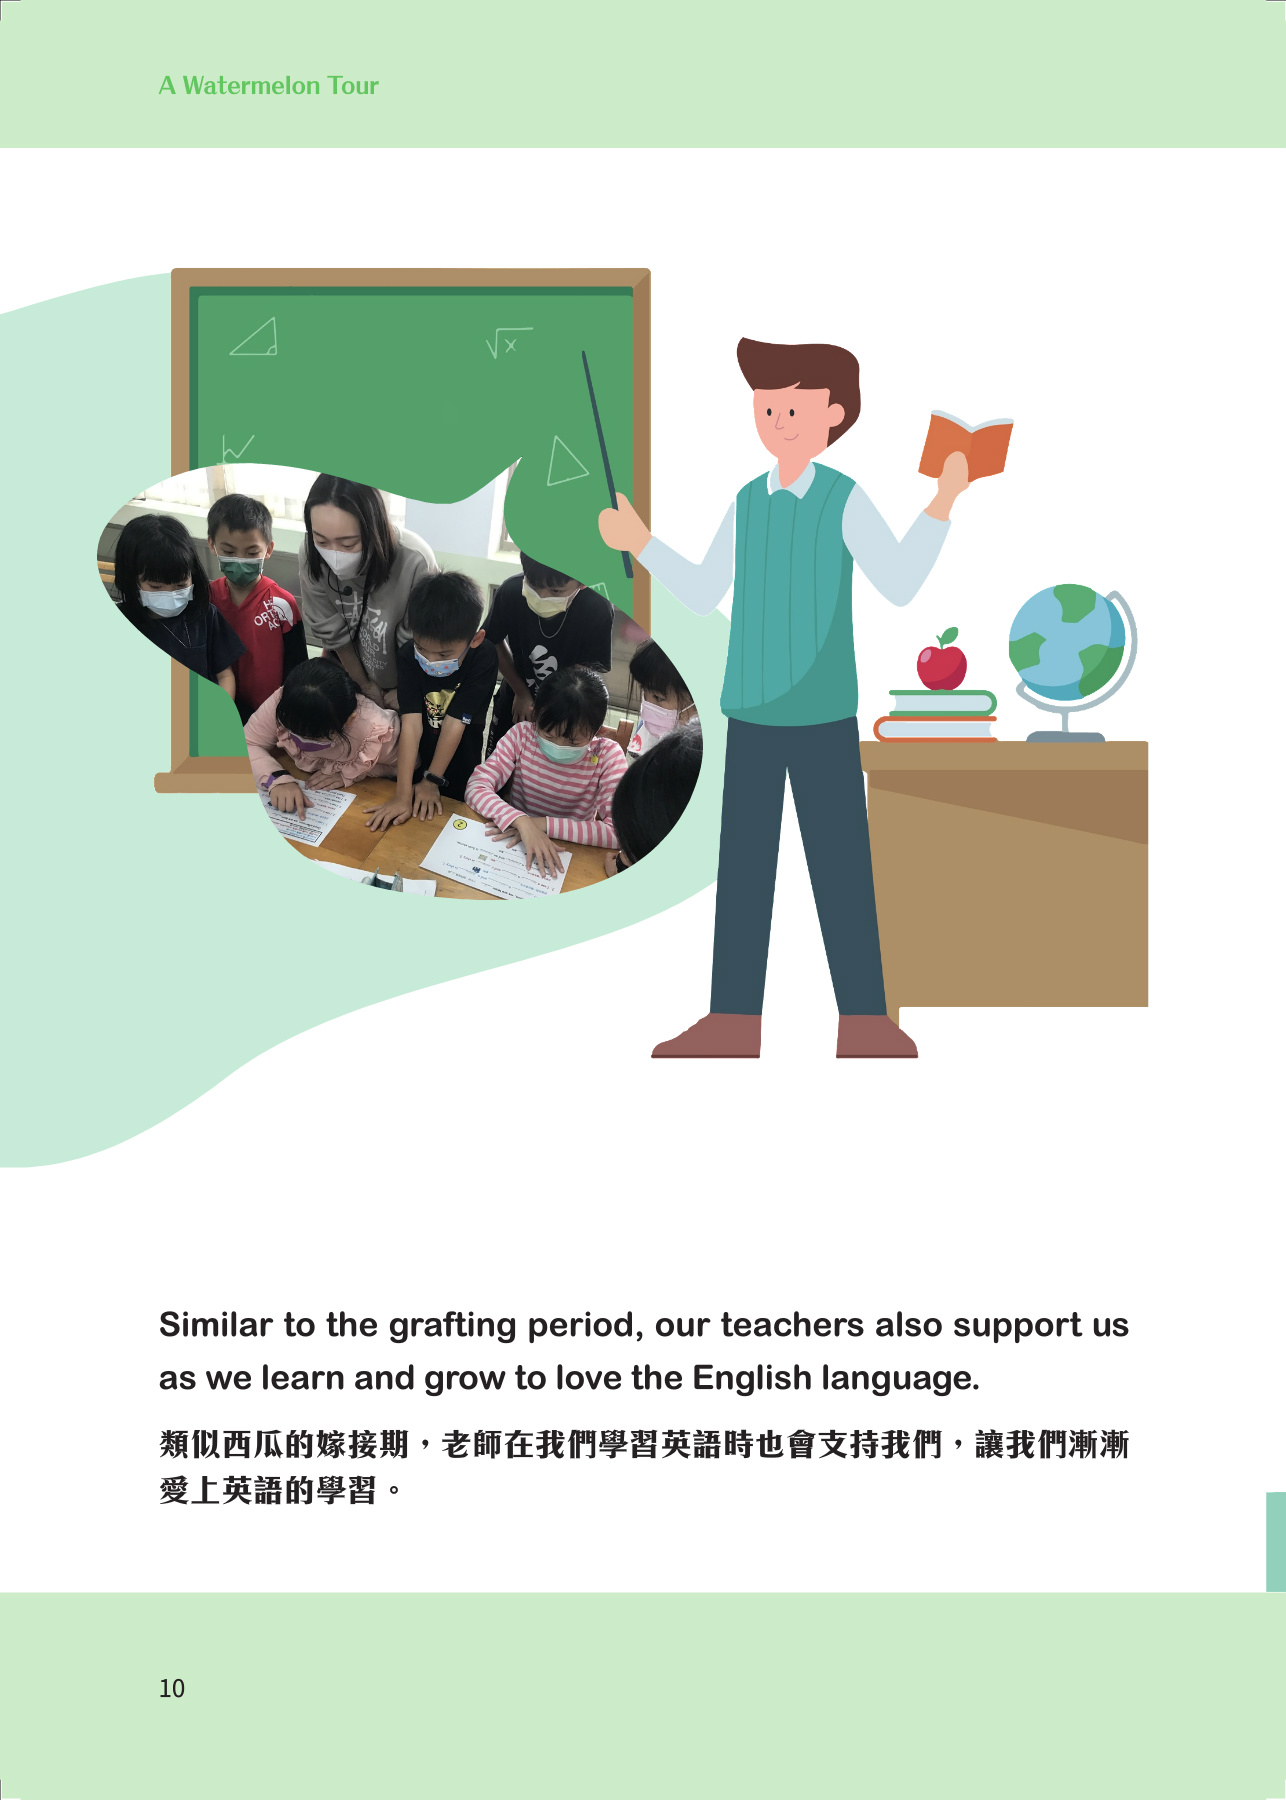 A Watermelon Tour
√x
Similar to the grafting period, our teachers also support us
as we learn and grow to love the English language.
類似西瓜的嫁接期，老師在我們學習英語時也會支持我們，讓我們漸漸
愛上英語的學習。
10